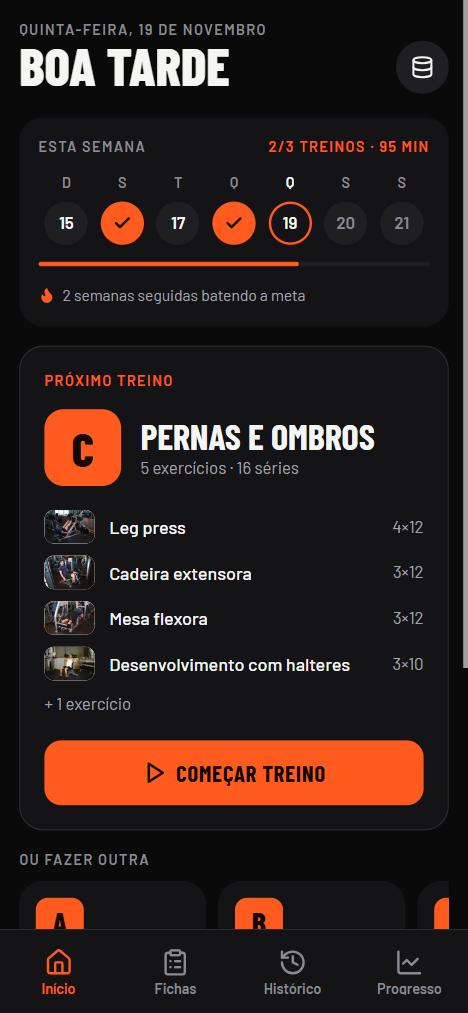 QUINTA-FEIRA, 19 DE NOVEMBRO
BOA TARDE
ESTA SEMANA
2/3 TREINOS · 95 MIN
D S T Q Q S S
15 17 19 20 21
2 semanas seguidas batendo a meta
PRÓXIMO TREINO
C
PERNAS E OMBROS
5 exercícios · 16 séries
Leg press 4×12
Cadeira extensora 3×12
Mesa flexora 3×12
Desenvolvimento com halteres 3×10
+ 1 exercício
COMEÇAR TREINO
OU FAZER OUTRA
A B
Início Fichas Histórico Progresso